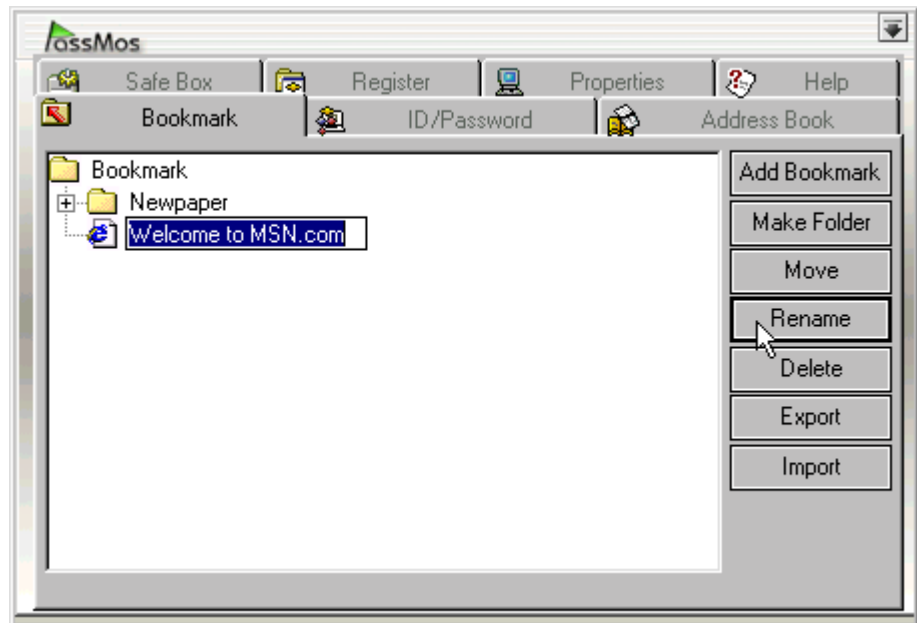 PassMos
Safe Box Register Properties Help
Bookmark ID/Password Address Book
Bookmark
Newpaper
Welcome to MSN.com
Add Bookmark
Make Folder
Move
Rename
Delete
Export
Import